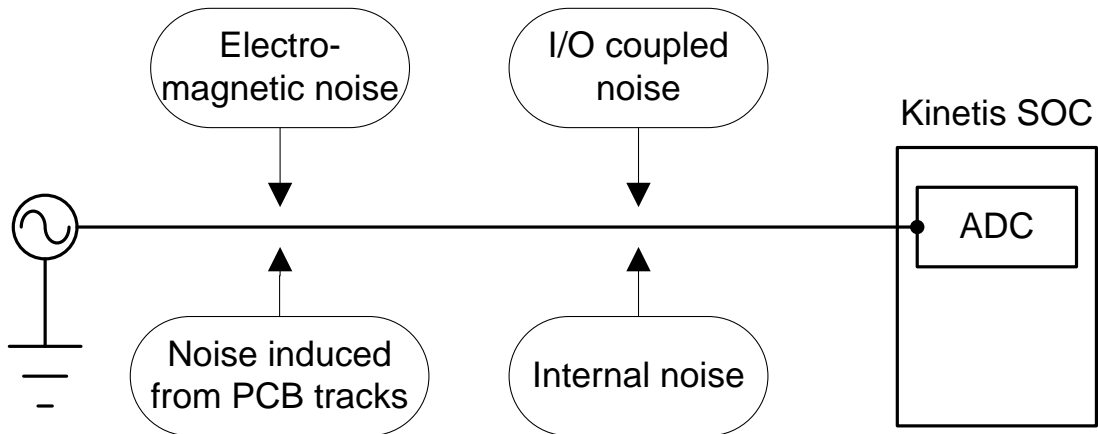 Electro-
magnetic noise
I/O coupled
noise
Kinetis SOC
ADC
Noise induced
from PCB tracks
Internal noise